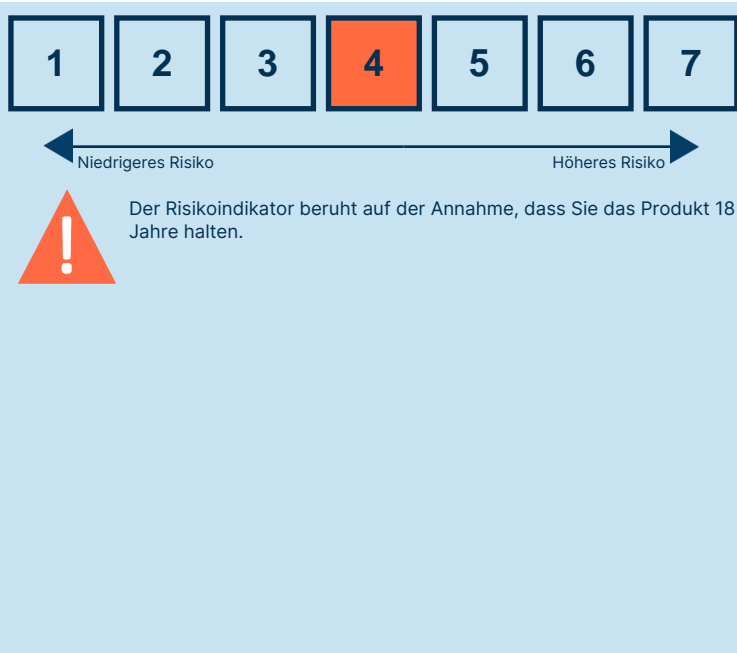 1 2 3 4 5 6 7
Niedrigeres Risiko Höheres Risiko
!
Der Risikoindikator beruht auf der Annahme, dass Sie das Produkt 18
Jahre halten.